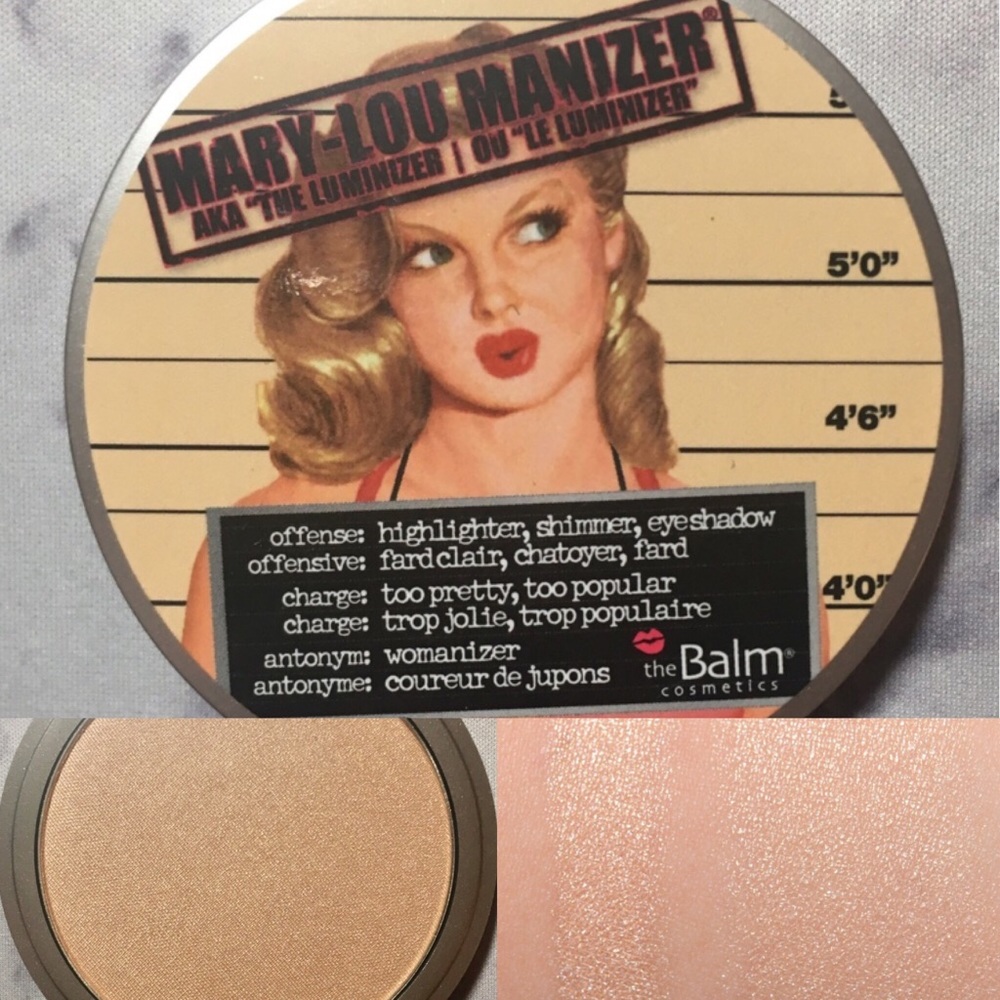 MARY-LOU MANIZER®
AKA "THE LUMINIZER | OU "LE LUMINIZER"
5'0"
4'6"
4'0"
offense: highlighter, shimmer, eyeshadow
offensive: fard clair, chatoyer, fard
charge: too pretty, too popular
charge: trop jolie, trop populaire
antonym: womanizer
antonyme: coureur de jupons
the Balm®
cosmetics